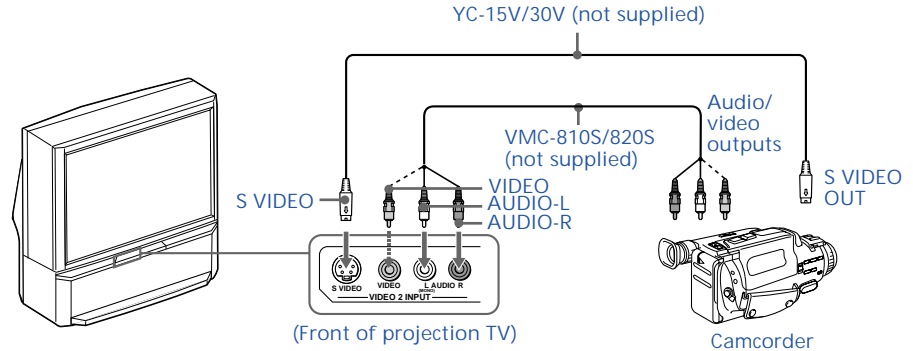 YC-15V/30V (not supplied)
Audio/
video
outputs
VMC-810S/820S
(not supplied)
S VIDEO
OUT
S VIDEO
VIDEO
AUDIO-L
AUDIO-R
S VIDEO
VIDEO
L AUDIO R
(MONO)
VIDEO 2 INPUT
(Front of projection TV)
Camcorder